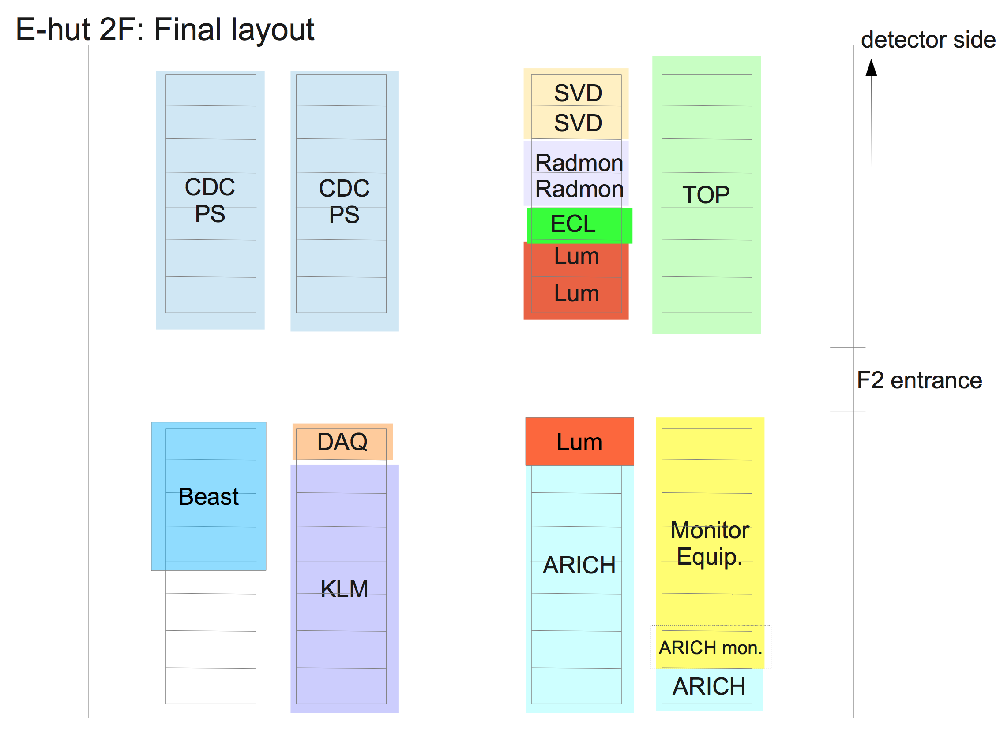 E-hut 2F: Final layout
detector side
CDC
PS
CDC
PS
SVD
SVD
Radmon
Radmon
ECL
Lum
Lum
TOP
F2 entrance
Beast
DAQ
KLM
Lum
ARICH
Monitor
Equip.
ARICH mon.
ARICH